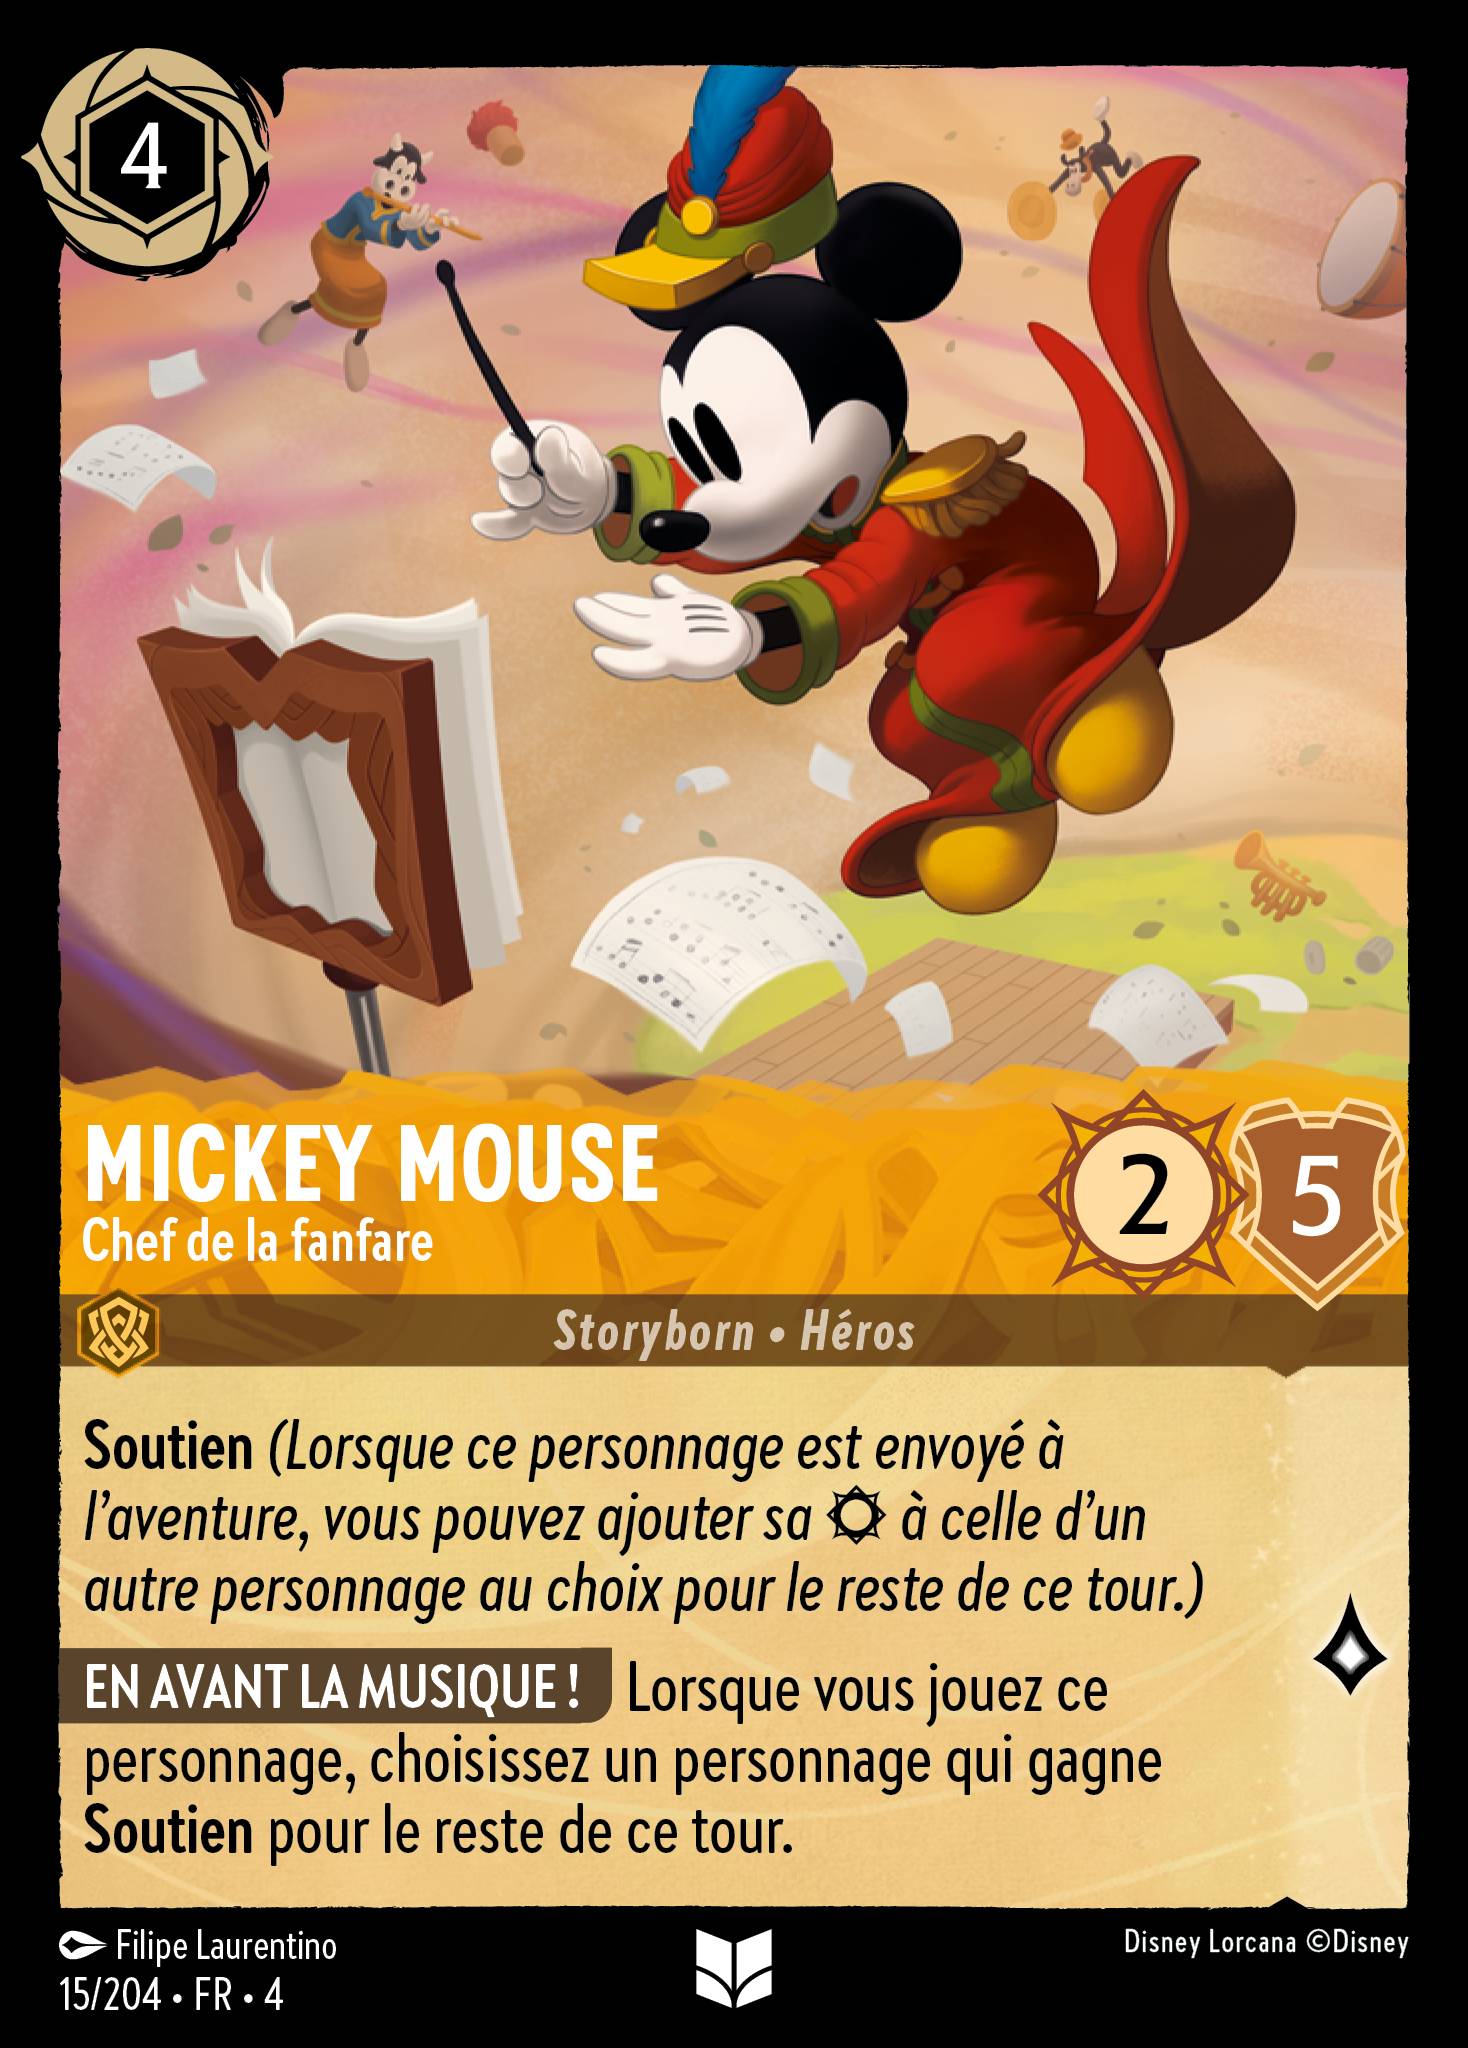 4
MICKEY MOUSE
Chef de la fanfare
2
5
Storyborn • Héros
Soutien (Lorsque ce personnage est envoyé à
l’aventure, vous pouvez ajouter sa à celle d’un
autre personnage au choix pour le reste de ce tour.)
EN AVANT LA MUSIQUE ! Lorsque vous jouez ce
personnage, choisissez un personnage qui gagne
Soutien pour le reste de ce tour.
Filipe Laurentino
Disney Lorcana ©Disney
15/204 • FR • 4